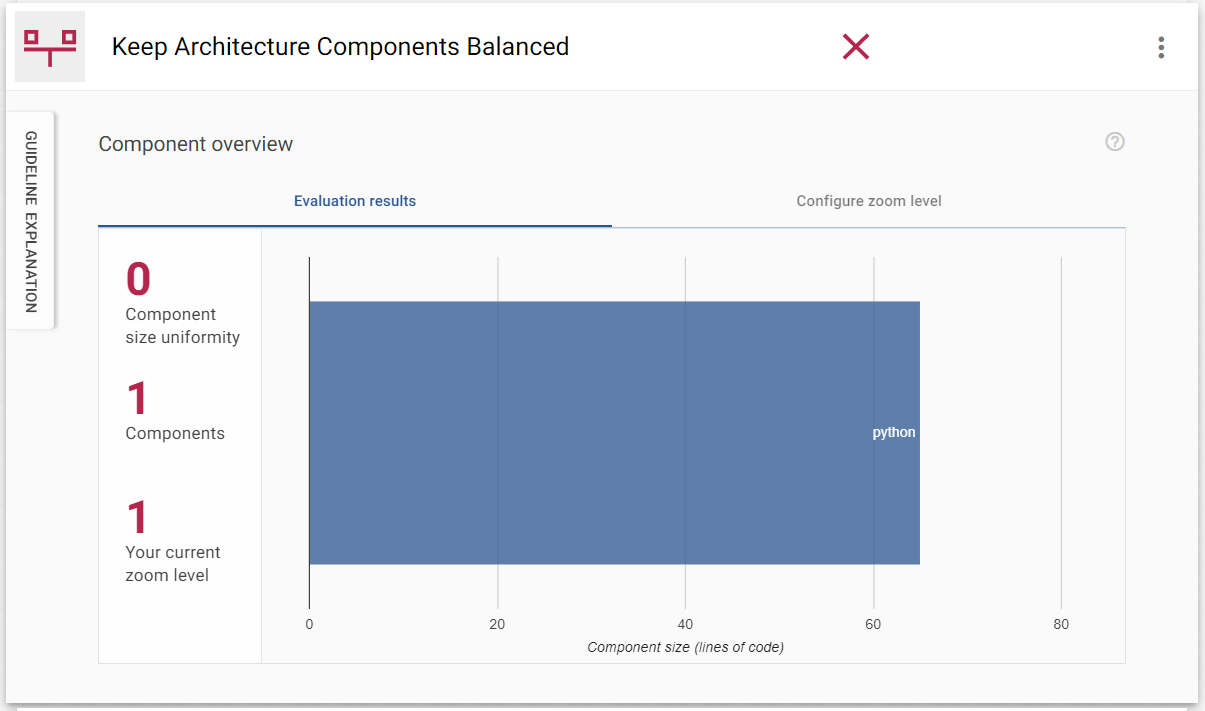 Keep Architecture Components Balanced
GUIDELINE EXPLANATION
Component overview
?
Evaluation results
Configure zoom level
0
Component
size uniformity
1
Components
1
Your current
zoom level
python
0 20 40 60 80
Component size (lines of code)